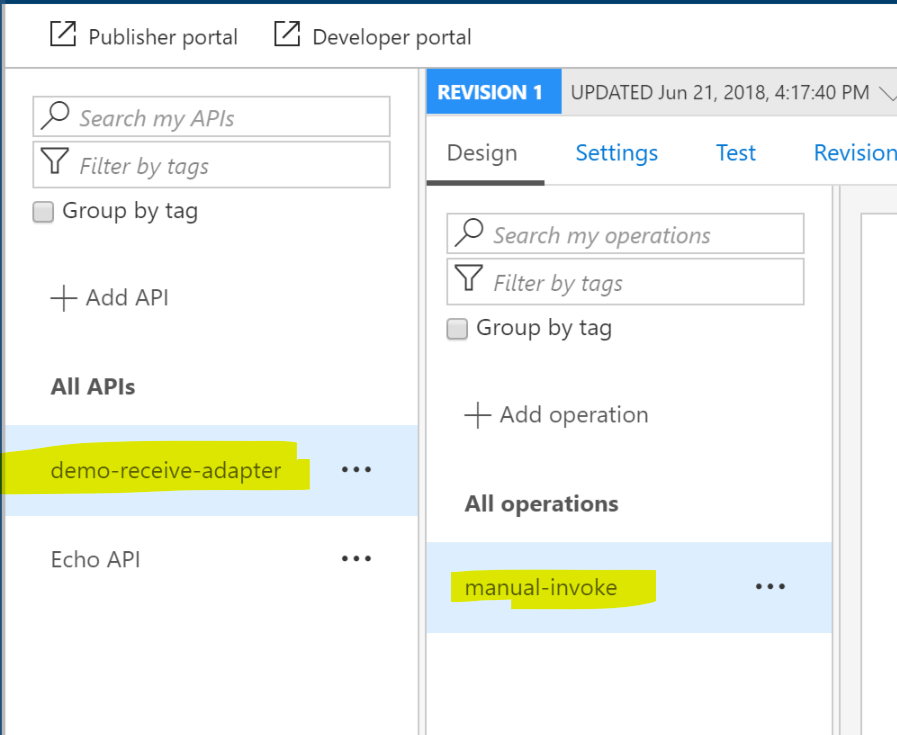 Publisher portal
Developer portal
Search my APIs
Filter by tags
Group by tag
Add API
All APIs
demo-receive-adapter
Echo API
REVISION 1
UPDATED Jun 21, 2018, 4:17:40 PM
Design
Settings
Test
Revision
Search my operations
Filter by tags
Group by tag
Add operation
All operations
manual-invoke